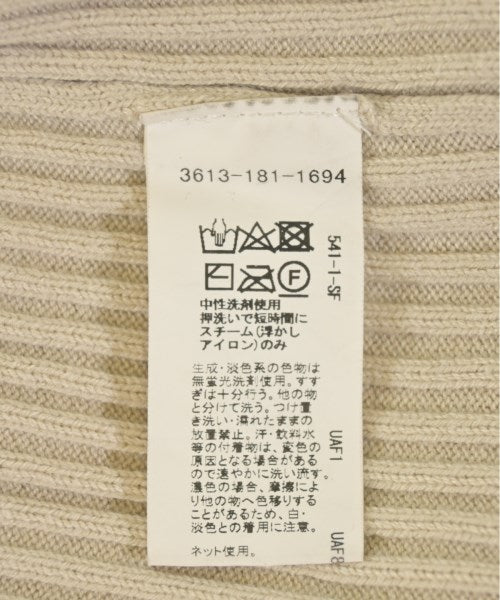 3613-181-1694
F
541-1-SF
中性洗剤使用
押洗いで短時間に
スチーム(浮かし
アイロン)のみ
生成・淡色系の色物は
無蛍光洗剤使用。すす
ぎは十分行う。他の物
と分けて洗う。つけ置
き洗い・濡れたままの
放置禁止。汗・飲料水
等の付着物は、変色の
原因となる場合がある
ので速やかに洗い流す。
濃色の場合、摩擦によ
り他の物へ色移りする
ことがあるため、白・
淡色との着用に注意。
ネット使用。
UAF1
UAF8